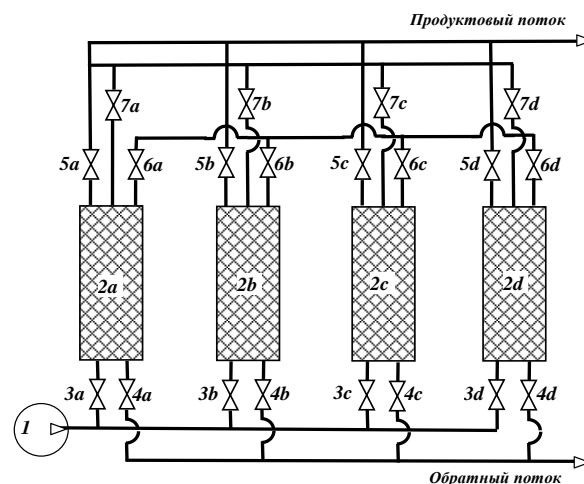 Продуктовый поток
7a 7b 7c 7d
5a 6a 5b 6b 5c 6c 5d 6d
2a 2b 2c 2d
3a 4a 3b 4b 3c 4c 3d 4d
1
Обратный поток